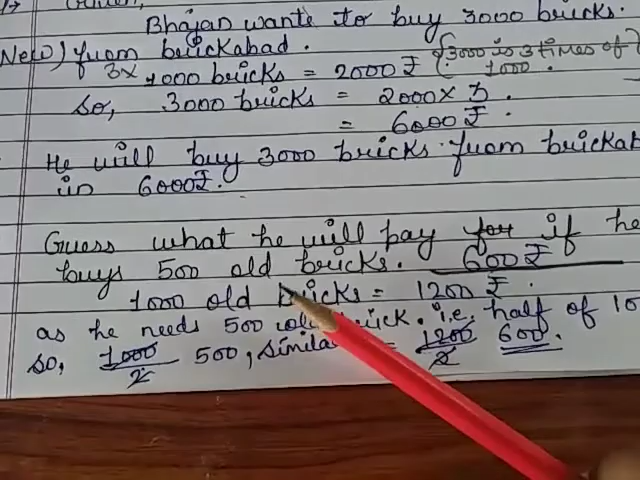 Bhajan wants to buy 3000 bricks.
New) from brickabad.
3x 1000 bricks = 2000 ₹ (3000 is 3 times of
1000.
so, 3000 bricks = 2000 x 3.
= 6000 ₹.
He will buy 3000 bricks. from brickab
in 6000₹.
Guess what he will pay for if he
buys 500 old bricks. 600₹
1000 old bricks = 1200 ₹.
as he needs 500 old brick. i.e. half of 10
so, 1000/2 500, = 1200/2 600.